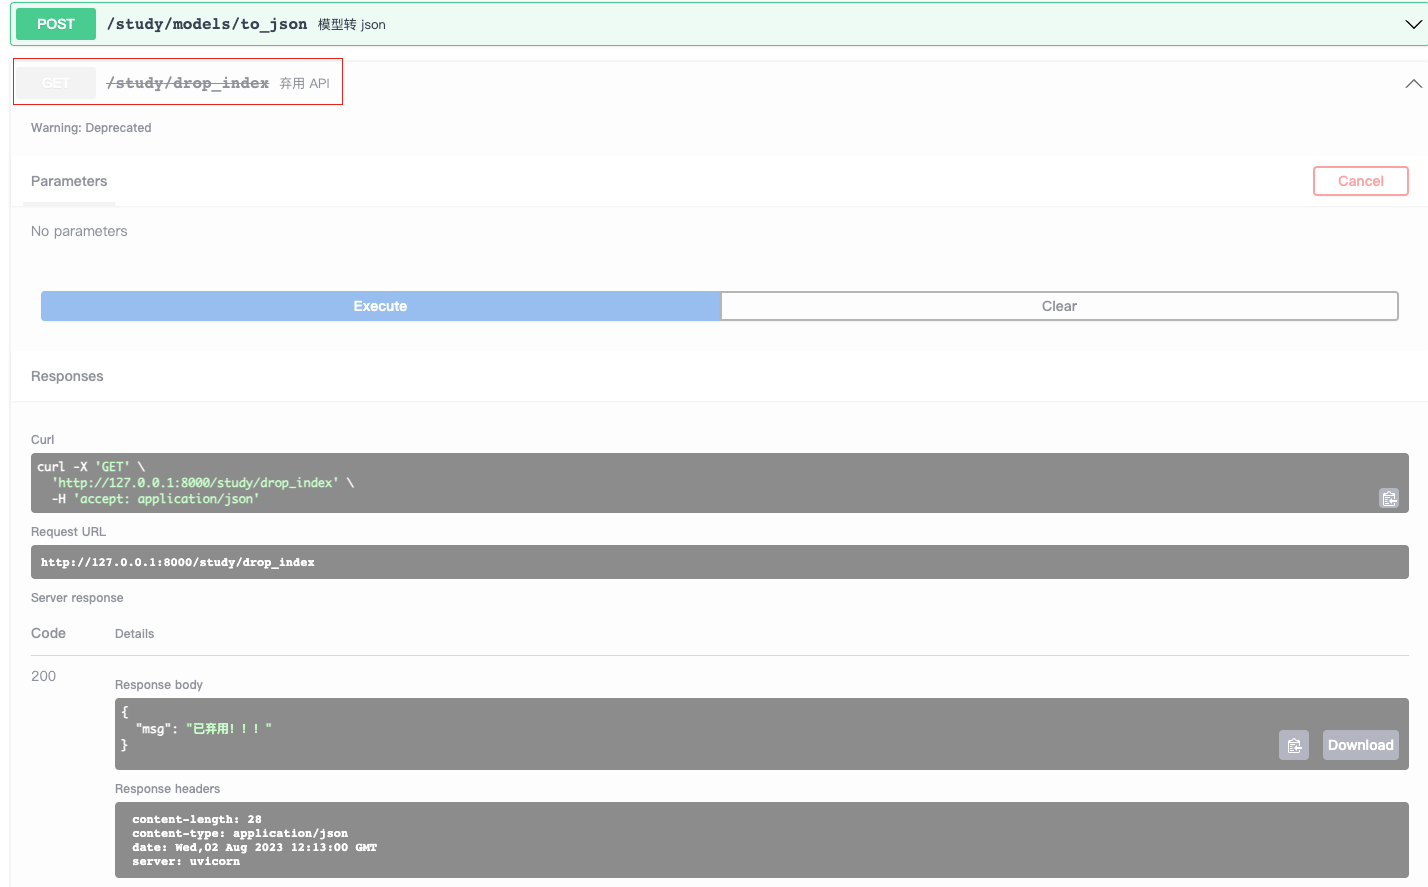 POST /study/models/to_json 模型转 json
GET /study/drop_index 弃用 API
Warning: Deprecated
Parameters
Cancel
No parameters
Execute
Clear
Responses
Curl
curl -X 'GET' \
'http://127.0.0.1:8000/study/drop_index' \
-H 'accept: application/json'
Request URL
http://127.0.0.1:8000/study/drop_index
Server response
Code Details
200
Response body
{
"msg": "已弃用！！！"
}
Download
Response headers
content-length: 28
content-type: application/json
date: Wed,02 Aug 2023 12:13:00 GMT
server: uvicorn